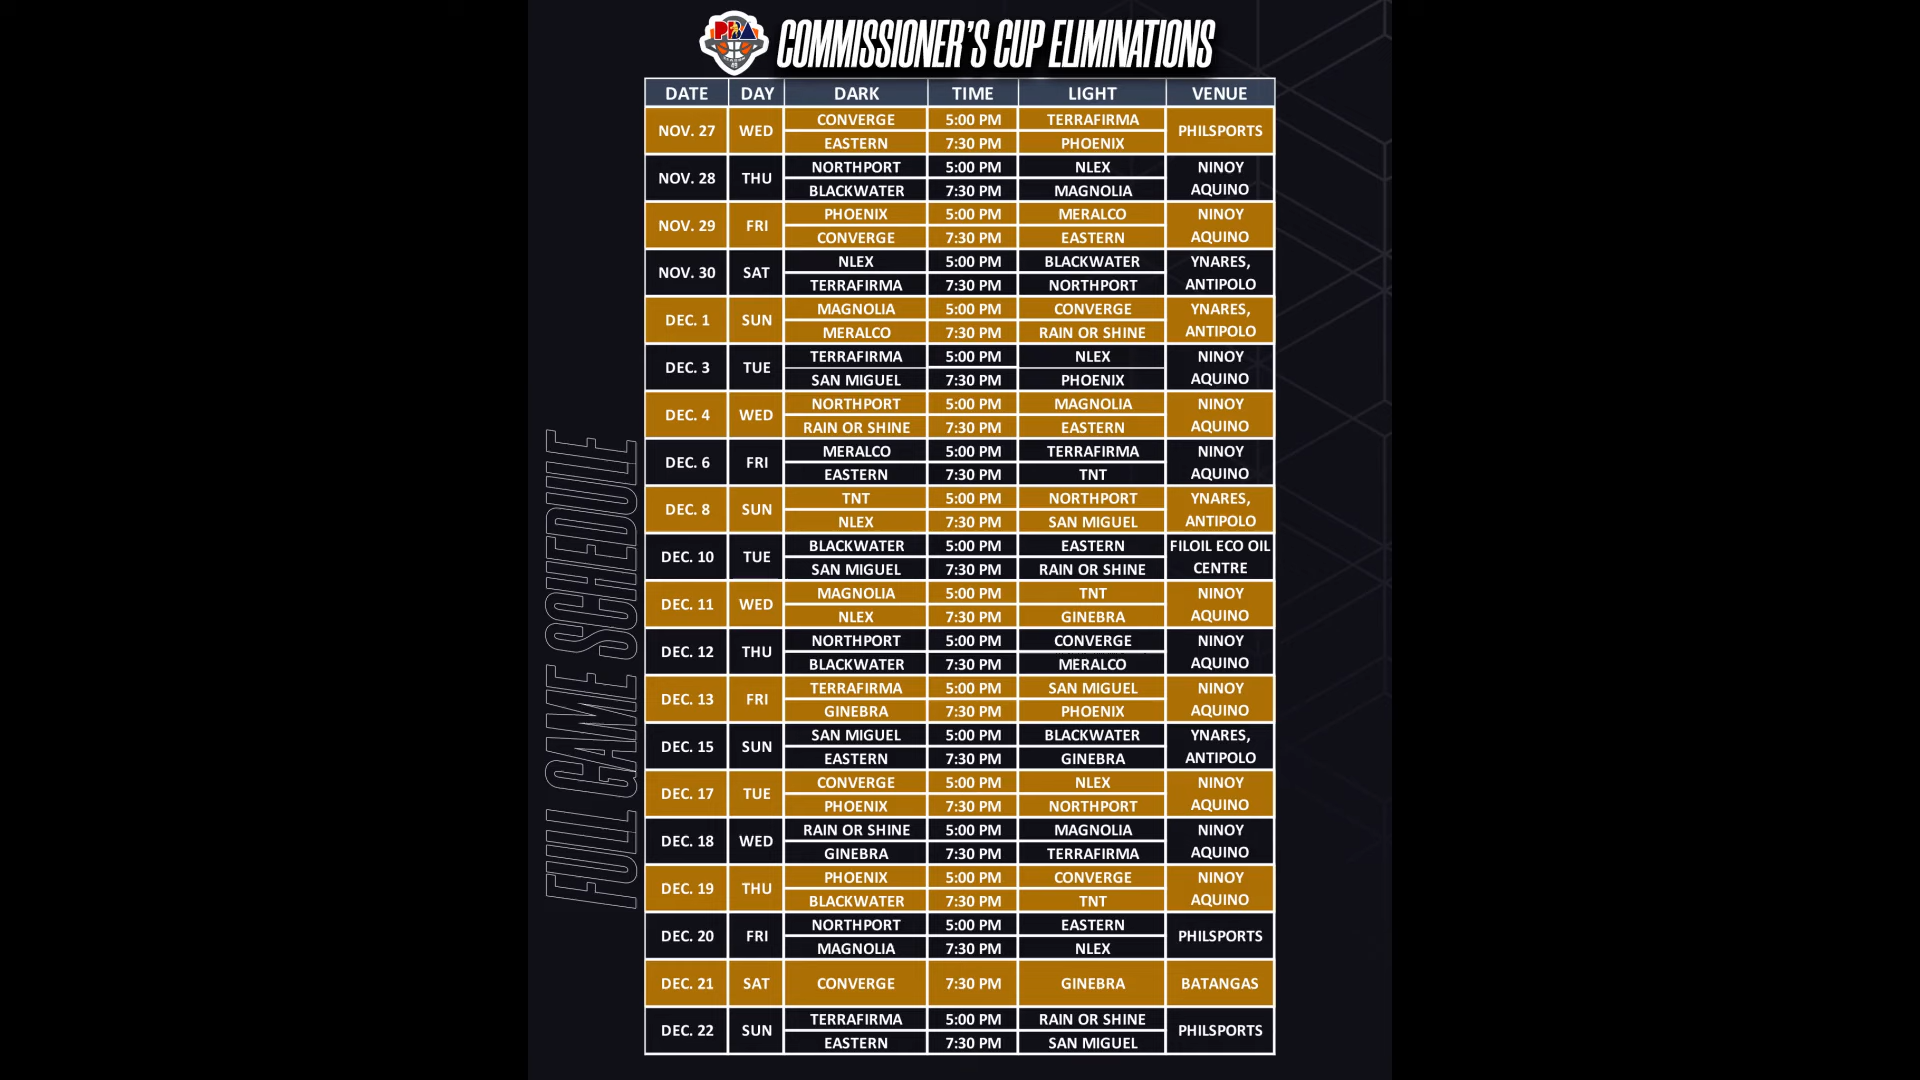 PBA COMMISSIONER'S CUP ELIMINATIONS
FULL GAME SCHEDULE
DATE DAY DARK TIME LIGHT VENUE
NOV. 27 WED CONVERGE 5:00 PM TERRAFIRMA PHILSPORTS
EASTERN 7:30 PM PHOENIX
NOV. 28 THU NORTHPORT 5:00 PM NLEX NINOY
BLACKWATER 7:30 PM MAGNOLIA AQUINO
NOV. 29 FRI PHOENIX 5:00 PM MERALCO NINOY
CONVERGE 7:30 PM EASTERN AQUINO
NOV. 30 SAT NLEX 5:00 PM BLACKWATER YNARES,
TERRAFIRMA 7:30 PM NORTHPORT ANTIPOLO
DEC. 1 SUN MAGNOLIA 5:00 PM CONVERGE YNARES,
MERALCO 7:30 PM RAIN OR SHINE ANTIPOLO
DEC. 3 TUE TERRAFIRMA 5:00 PM NLEX NINOY
SAN MIGUEL 7:30 PM PHOENIX AQUINO
DEC. 4 WED NORTHPORT 5:00 PM MAGNOLIA NINOY
RAIN OR SHINE 7:30 PM EASTERN AQUINO
DEC. 6 FRI MERALCO 5:00 PM TERRAFIRMA NINOY
EASTERN 7:30 PM TNT AQUINO
DEC. 8 SUN TNT 5:00 PM NORTHPORT YNARES,
NLEX 7:30 PM SAN MIGUEL ANTIPOLO
DEC. 10 TUE BLACKWATER 5:00 PM EASTERN FILOIL ECO OIL
SAN MIGUEL 7:30 PM RAIN OR SHINE CENTRE
DEC. 11 WED MAGNOLIA 5:00 PM TNT NINOY
NLEX 7:30 PM GINEBRA AQUINO
DEC. 12 THU NORTHPORT 5:00 PM CONVERGE NINOY
BLACKWATER 7:30 PM MERALCO AQUINO
DEC. 13 FRI TERRAFIRMA 5:00 PM SAN MIGUEL NINOY
GINEBRA 7:30 PM PHOENIX AQUINO
DEC. 15 SUN SAN MIGUEL 5:00 PM BLACKWATER YNARES,
EASTERN 7:30 PM GINEBRA ANTIPOLO
DEC. 17 TUE CONVERGE 5:00 PM NLEX NINOY
PHOENIX 7:30 PM NORTHPORT AQUINO
DEC. 18 WED RAIN OR SHINE 5:00 PM MAGNOLIA NINOY
GINEBRA 7:30 PM TERRAFIRMA AQUINO
DEC. 19 THU PHOENIX 5:00 PM CONVERGE NINOY
BLACKWATER 7:30 PM TNT AQUINO
DEC. 20 FRI NORTHPORT 5:00 PM EASTERN PHILSPORTS
MAGNOLIA 7:30 PM NLEX
DEC. 21 SAT CONVERGE 7:30 PM GINEBRA BATANGAS
DEC. 22 SUN TERRAFIRMA 5:00 PM RAIN OR SHINE PHILSPORTS
EASTERN 7:30 PM SAN MIGUEL